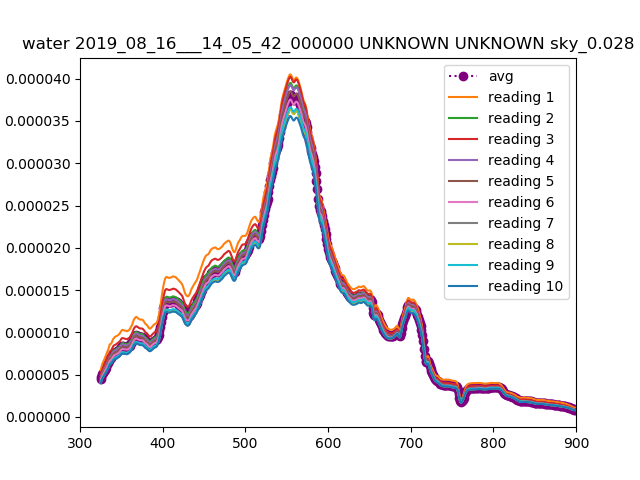 water 2019_08_16___14_05_42_000000 UNKNOWN UNKNOWN sky_0.028
0.000040
0.000035
0.000030
0.000025
0.000020
0.000015
0.000010
0.000005
0.000000
300 400 500 600 700 800 900
avg
reading 1
reading 2
reading 3
reading 4
reading 5
reading 6
reading 7
reading 8
reading 9
reading 10